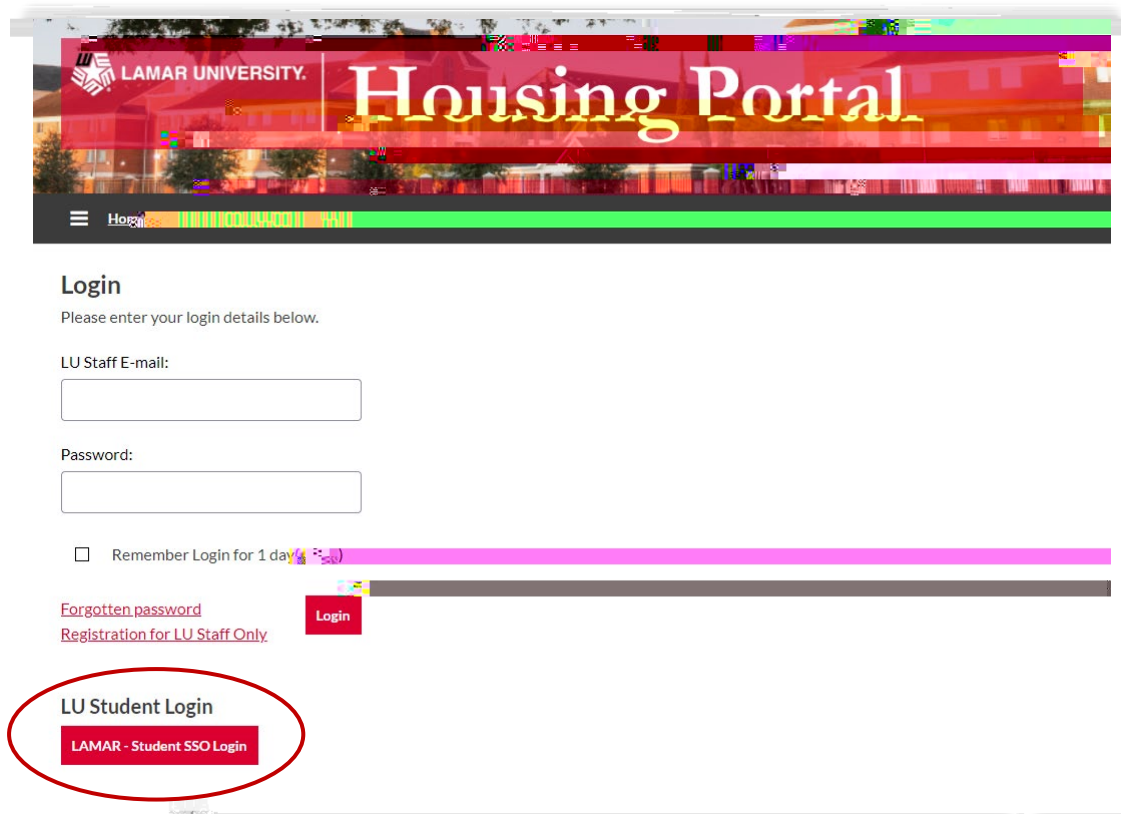 LAMAR UNIVERSITY.
Housing Portal
Login
Please enter your login details below.
LU Staff E-mail:
Password:
Remember Login for 1 day
Forgotten password
Login
Registration for LU Staff Only
LU Student Login
LAMAR - Student SSO Login